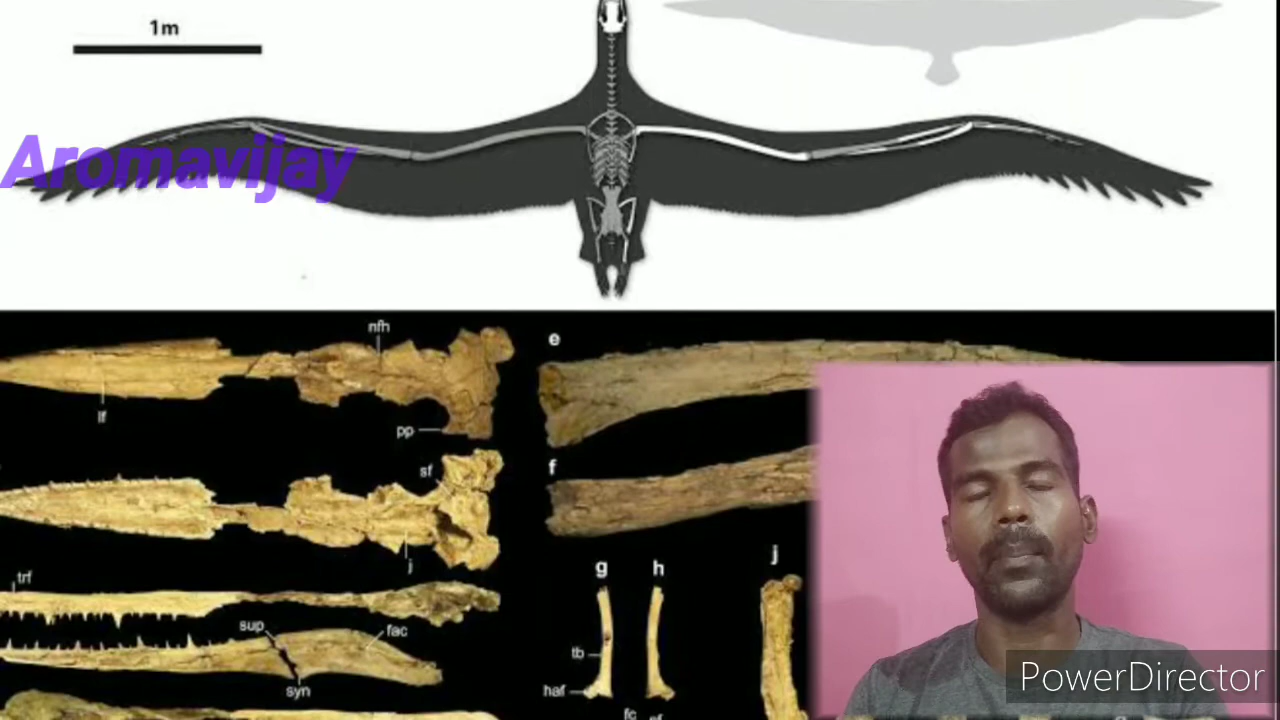 1m
Aromavijay
nfh
e
lf
pp
sf
f
j
g
h
j
trf
sup
fac
tb
syn
haf
fc
PowerDirector